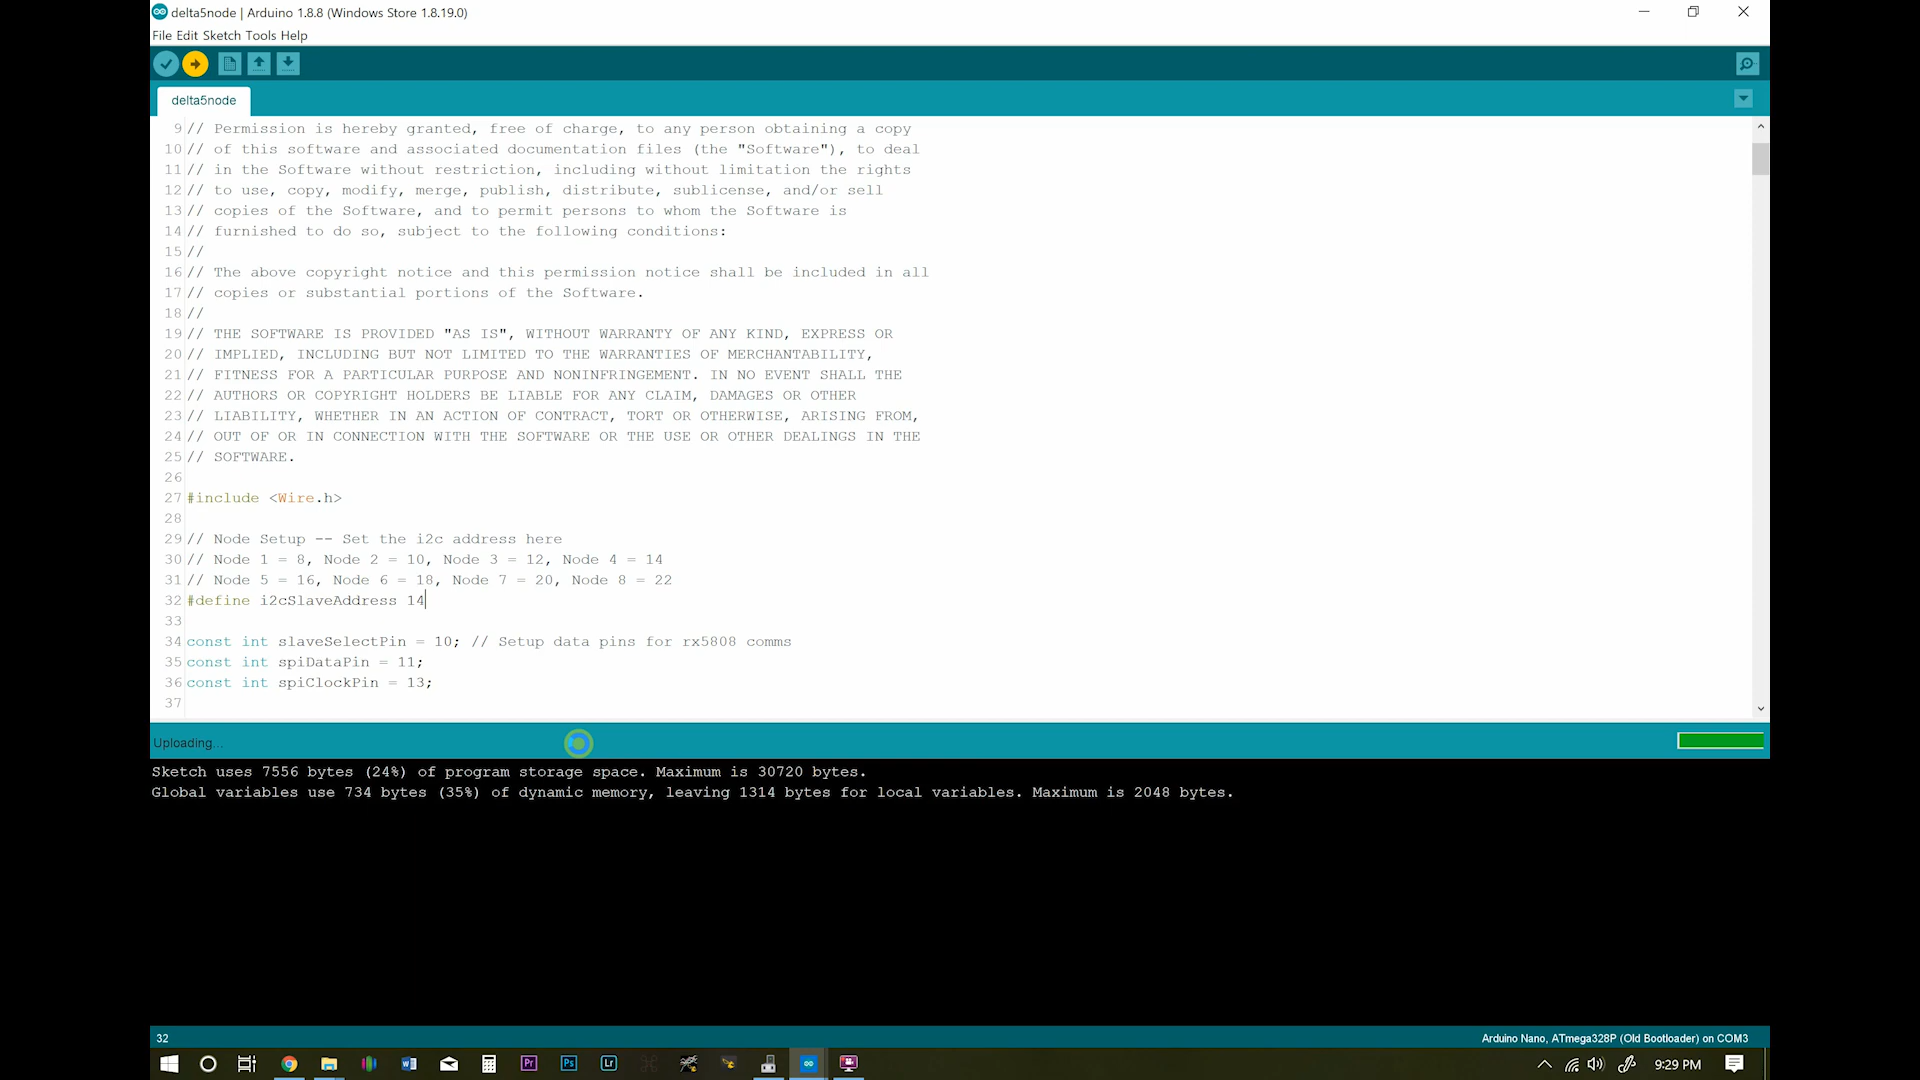 delta5node | Arduino 1.8.8 (Windows Store 1.8.19.0)
File Edit Sketch Tools Help
delta5node
9 // Permission is hereby granted, free of charge, to any person obtaining a copy
10 // of this software and associated documentation files (the "Software"), to deal
11 // in the Software without restriction, including without limitation the rights
12 // to use, copy, modify, merge, publish, distribute, sublicense, and/or sell
13 // copies of the Software, and to permit persons to whom the Software is
14 // furnished to do so, subject to the following conditions:
15 //
16 // The above copyright notice and this permission notice shall be included in all
17 // copies or substantial portions of the Software.
18 //
19 // THE SOFTWARE IS PROVIDED "AS IS", WITHOUT WARRANTY OF ANY KIND, EXPRESS OR
20 // IMPLIED, INCLUDING BUT NOT LIMITED TO THE WARRANTIES OF MERCHANTABILITY,
21 // FITNESS FOR A PARTICULAR PURPOSE AND NONINFRINGEMENT. IN NO EVENT SHALL THE
22 // AUTHORS OR COPYRIGHT HOLDERS BE LIABLE FOR ANY CLAIM, DAMAGES OR OTHER
23 // LIABILITY, WHETHER IN AN ACTION OF CONTRACT, TORT OR OTHERWISE, ARISING FROM,
24 // OUT OF OR IN CONNECTION WITH THE SOFTWARE OR THE USE OR OTHER DEALINGS IN THE
25 // SOFTWARE.
26
27 #include <Wire.h>
28
29 // Node Setup -- Set the i2c address here
30 // Node 1 = 8, Node 2 = 10, Node 3 = 12, Node 4 = 14
31 // Node 5 = 16, Node 6 = 18, Node 7 = 20, Node 8 = 22
32 #define i2cSlaveAddress 14
33
34 const int slaveSelectPin = 10; // Setup data pins for rx5808 comms
35 const int spiDataPin = 11;
36 const int spiClockPin = 13;
37
Uploading...
Sketch uses 7556 bytes (24%) of program storage space. Maximum is 30720 bytes.
Global variables use 734 bytes (35%) of dynamic memory, leaving 1314 bytes for local variables. Maximum is 2048 bytes.
32
Arduino Nano, ATmega328P (Old Bootloader) on COM3
Pr Ps Lr
9:29 PM